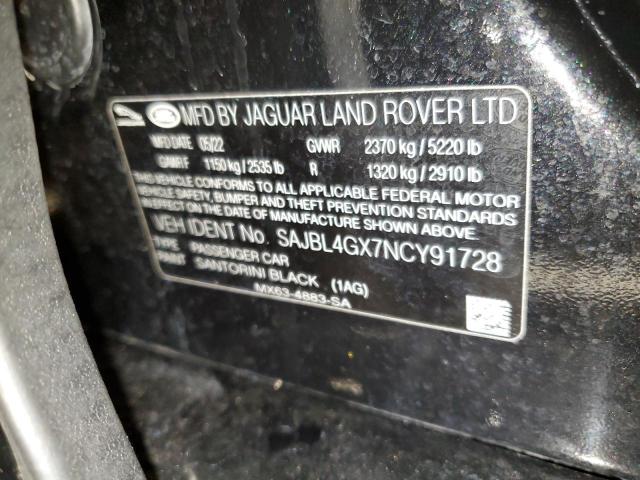 MFD BY JAGUAR LAND ROVER LTD
MFD DATE 05/22 GVWR 2370 kg / 5220 lb
GAWR F 1150 kg / 2535 lb R 1320 kg / 2910 lb
THIS VEHICLE CONFORMS TO ALL APPLICABLE FEDERAL MOTOR
VEHICLE SAFETY, BUMPER AND THEFT PREVENTION STANDARDS
IN EFFECT ON THE DATE OF MANUFACTURE SHOWN ABOVE.
VEH IDENT No. SAJBL4GX7NCY91728
TYPE PASSENGER CAR
PAINT SANTORINI BLACK (1AG)
MX63-4883-SA